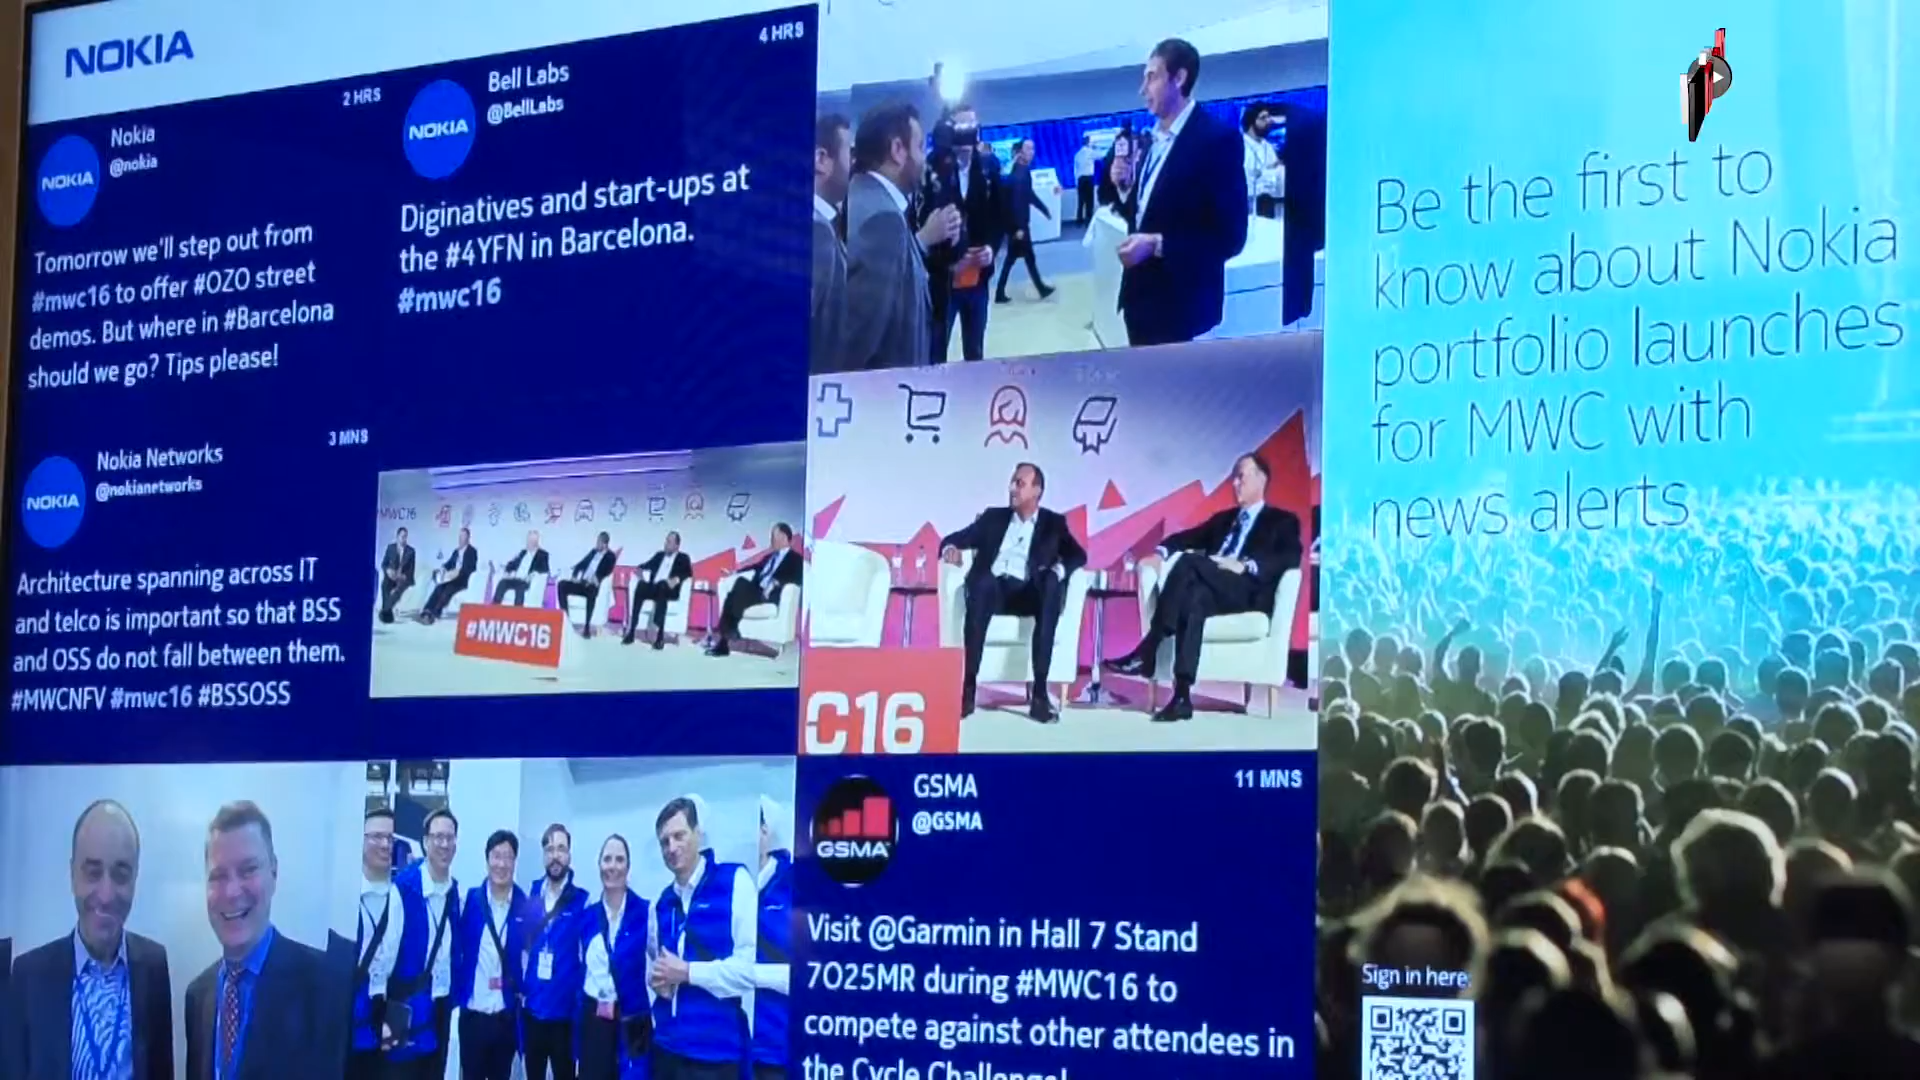 NOKIA
2 HRS
NOKIA
Nokia
@nokia
Tomorrow we'll step out from
#mwc16 to offer #OZO street
demos. But where in #Barcelona
should we go? Tips please!
4 HRS
NOKIA
Bell Labs
@BellLabs
Diginatives and start-ups at
the #4YFN in Barcelona.
#mwc16
3 MNS
NOKIA
Nokia Networks
@nokianetworks
Architecture spanning across IT
and telco is important so that BSS
and OSS do not fall between them.
#MWCNFV #mwc16 #BSSOSS
MWC16
#MWC16
C16
11 MNS
GSMA
GSMA
@GSMA
Visit @Garmin in Hall 7 Stand
7O25MR during #MWC16 to
compete against other attendees in
the Cycle Challenge!
Be the first to
know about Nokia
portfolio launches
for MWC with
news alerts
Sign in here